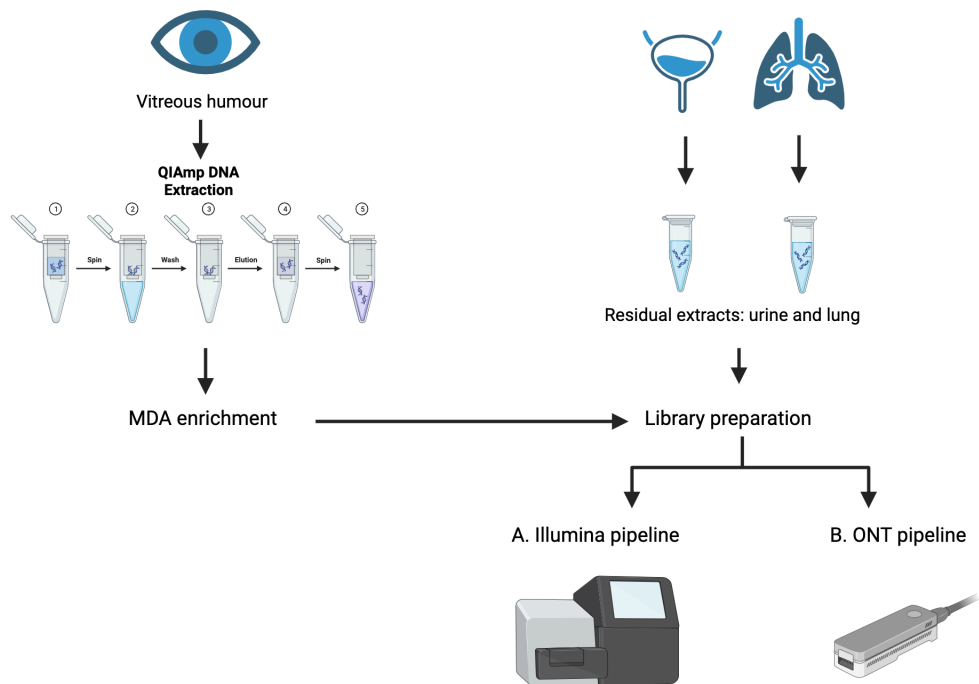 Vitreous humour
QIAmp DNA
Extraction
1 2 3 4 5
Spin Wash Elution Spin
MDA enrichment
Residual extracts: urine and lung
Library preparation
A. Illumina pipeline
B. ONT pipeline